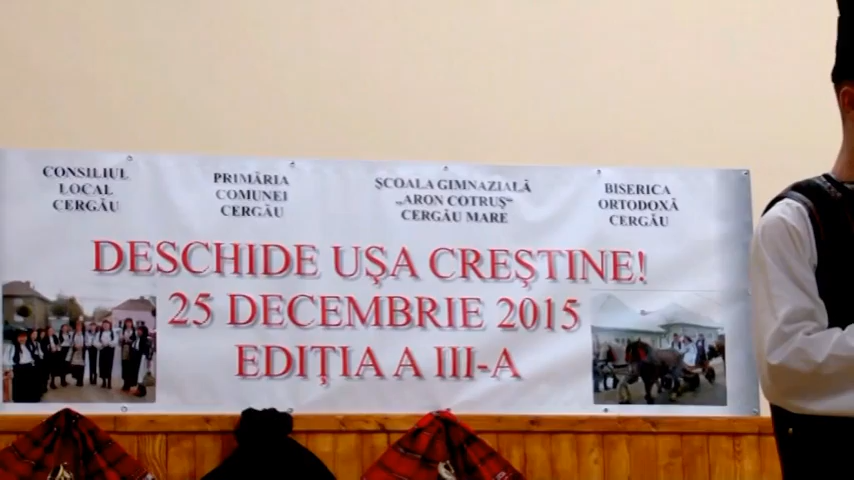 CONSILIUL
LOCAL
CERGĂU
PRIMĂRIA
COMUNEI
CERGĂU
ŞCOALA GIMNAZIALĂ
„ARON COTRUŞ”
CERGĂU MARE
BISERICA
ORTODOXĂ
CERGĂU
DESCHIDE UŞA CREŞTINE!
25 DECEMBRIE 2015
EDIŢIA A III-A